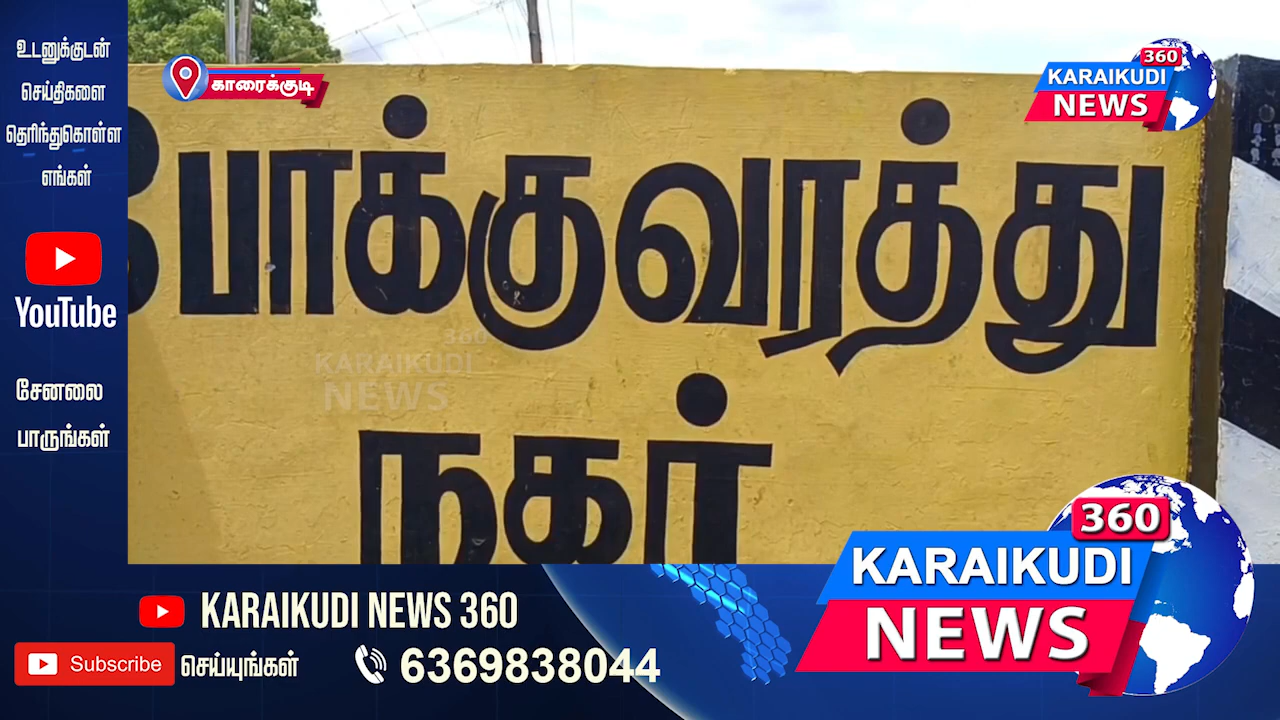 உடனுக்குடன்
செய்திகளை
தெரிந்துகொள்ள
எங்கள்
YouTube
சேனலை
பாருங்கள்
காரைக்குடி
360
KARAIKUDI
NEWS
போக்குவரத்து
நகர்
360
KARAIKUDI
NEWS
360
KARAIKUDI
NEWS
KARAIKUDI NEWS 360
Subscribe செய்யுங்கள்
6369838044